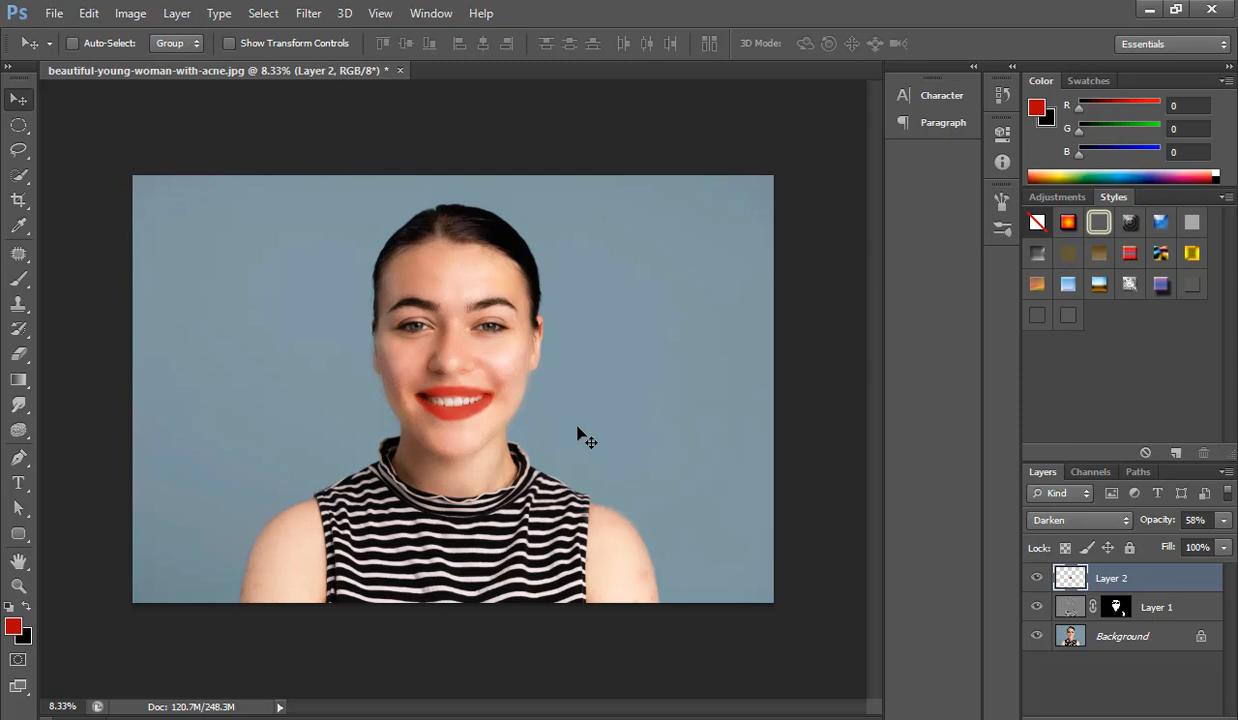 Ps File Edit Image Layer Type Select Filter 3D View Window Help
Auto-Select: Group Show Transform Controls 3D Mode: Essentials
beautiful-young-woman-with-acne.jpg @ 8.33% (Layer 2, RGB/8*) * ×
Color Swatches
Character
Paragraph
R 0
G 0
B 0
Adjustments Styles
Layers Channels Paths
Kind
Darken Opacity: 58%
Lock: Fill: 100%
Layer 2
Layer 1
Background
8.33% Doc: 120.7M/248.3M